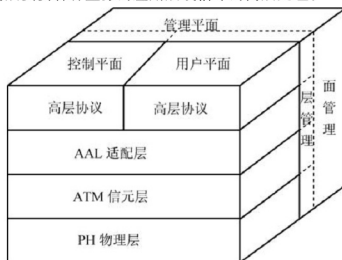 管理平面
控制平面
用户平面
高层协议
高层协议
层管理
面管理
AAL 适配层
ATM 信元层
PH 物理层